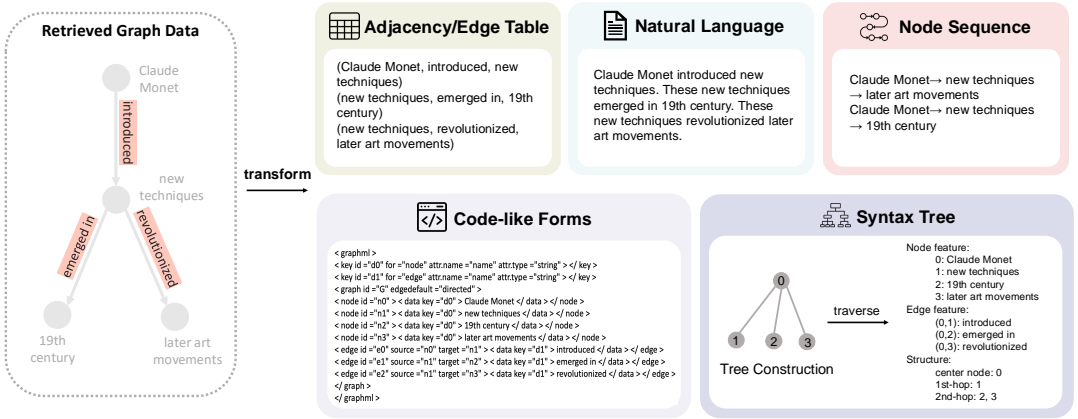 Retrieved Graph Data
Claude
Monet
introduced
new
techniques
emerged in
revolutionized
19th
century
later art
movements
transform
Adjacency/Edge Table
(Claude Monet, introduced, new
techniques)
(new techniques, emerged in, 19th
century)
(new techniques, revolutionized,
later art movements)
Natural Language
Claude Monet introduced new
techniques. These new techniques
emerged in 19th century. These
new techniques revolutionized later
art movements.
Node Sequence
Claude Monet→ new techniques
→ later art movements
Claude Monet→ new techniques
→ 19th century
Code-like Forms
< graphml >
< key id ="d0" for ="node" attr.name ="name" attr.type ="string" > </ key >
< key id ="d1" for ="edge" attr.name ="name" attr.type ="string" > </ key >
< graph id ="G" edgedefault ="directed" >
< node id ="n0" > < data key ="d0" > Claude Monet </ data > </ node >
< node id ="n1" > < data key ="d0" > new techniques </ data > </ node >
< node id ="n2" > < data key ="d0" > 19th century </ data > </ node >
< node id ="n3" > < data key ="d0" > later art movements </ data > </ node >
< edge id ="e0" source ="n0" target ="n1" > < data key ="d1" > introduced </ data > </ edge >
< edge id ="e1" source ="n1" target ="n2" > < data key ="d1" > emerged in </ data > </ edge
< edge id ="e2" source ="n1" target ="n3" > < data key ="d1" > revolutionized </ data > </ edge >
</ graph >
</ graphml >
Syntax Tree
0
1
2
3
Tree Construction
traverse
Node feature:
0: Claude Monet
1: new techniques
2: 19th century
3: later art movements
Edge feature:
(0,1): introduced
(0,2): emerged in
(0,3): revolutionized
Structure:
center node: 0
1st-hop: 1
2nd-hop: 2, 3